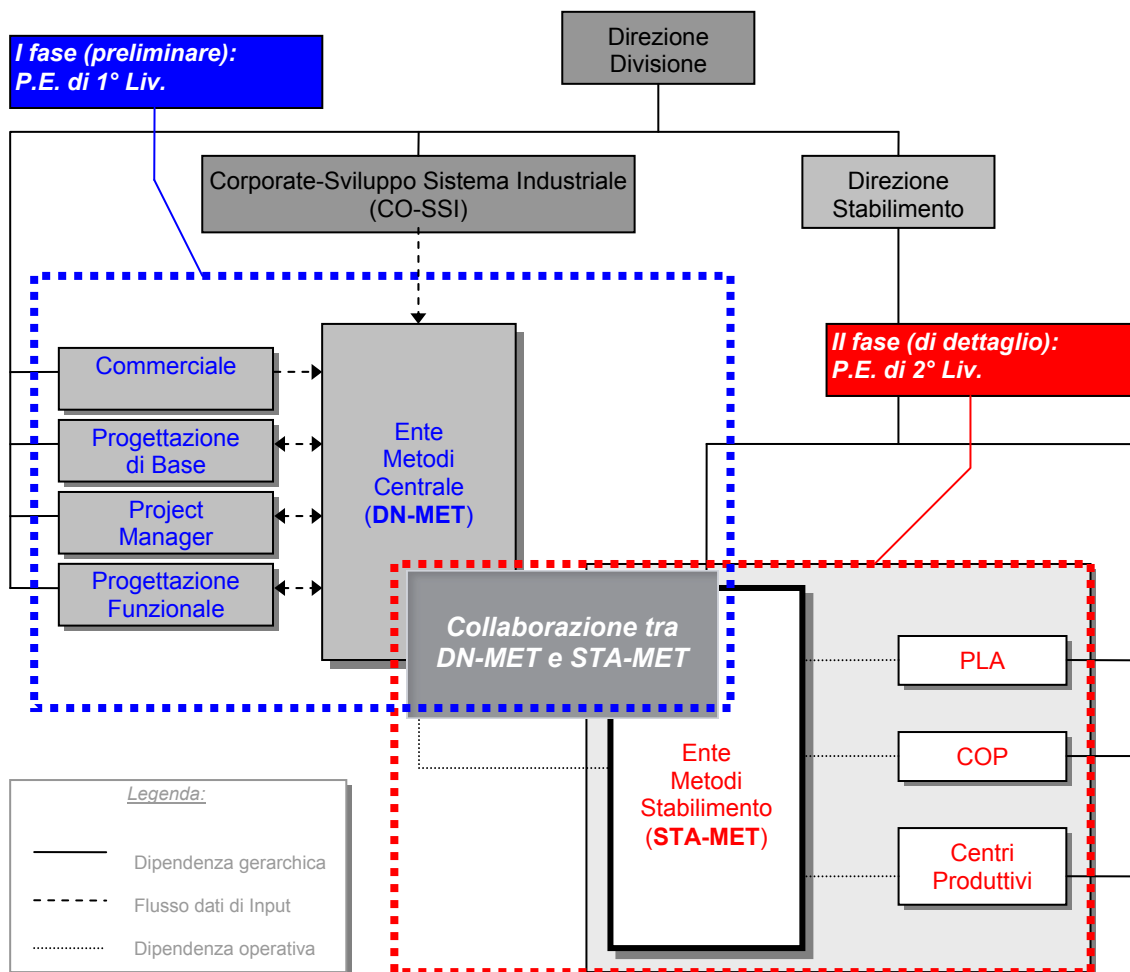 I fase (preliminare):
P.E. di 1° Liv.
Direzione
Divisione
Corporate-Sviluppo Sistema Industriale
(CO-SSI)
Direzione
Stabilimento
II fase (di dettaglio):
P.E. di 2° Liv.
Commerciale
Progettazione
di Base
Project
Manager
Progettazione
Funzionale
Ente
Metodi
Centrale
(DN-MET)
Collaborazione tra
DN-MET e STA-MET
Ente
Metodi
Stabilimento
(STA-MET)
PLA
COP
Centri
Produttivi
Legenda:
Dipendenza gerarchica
Flusso dati di Input
Dipendenza operativa